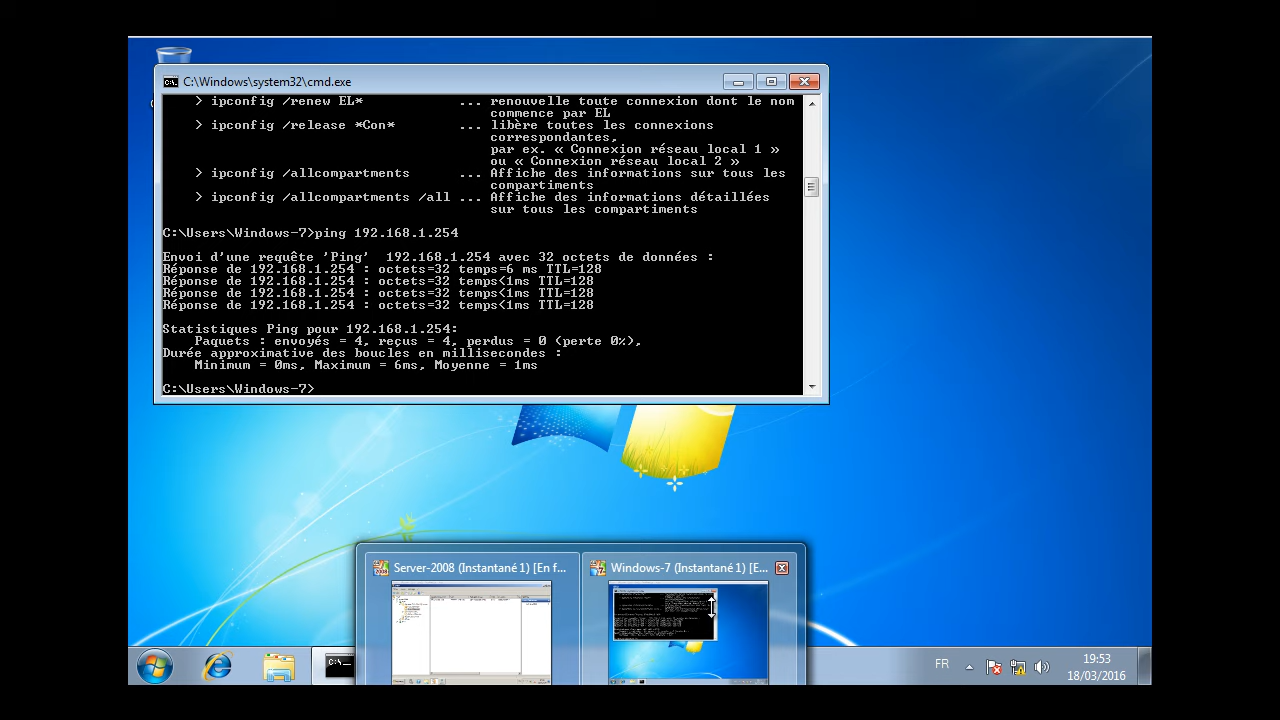 C:\Windows\system32\cmd.exe
> ipconfig /renew EL* ... renouvelle toute connexion dont le nom
commence par EL
> ipconfig /release *Con* ... libère toutes les connexions
correspondantes,
par ex. « Connexion réseau local 1 »
ou « Connexion réseau local 2 »
> ipconfig /allcompartments ... Affiche des informations sur tous les
compartiments
> ipconfig /allcompartments /all ... Affiche des informations détaillées
sur tous les compartiments
C:\Users\Windows-7>ping 192.168.1.254
Envoi d'une requête 'Ping'  192.168.1.254 avec 32 octets de données :
Réponse de 192.168.1.254 : octets=32 temps=6 ms TTL=128
Réponse de 192.168.1.254 : octets=32 temps<1ms TTL=128
Réponse de 192.168.1.254 : octets=32 temps<1ms TTL=128
Réponse de 192.168.1.254 : octets=32 temps<1ms TTL=128
Statistiques Ping pour 192.168.1.254:
Paquets : envoyés = 4, reçus = 4, perdus = 0 (perte 0%),
Durée approximative des boucles en millisecondes :
Minimum = 0ms, Maximum = 6ms, Moyenne = 1ms
C:\Users\Windows-7>
Server-2008 (Instantané 1) [En f...
Windows-7 (Instantané 1) [E...
FR
19:53
18/03/2016